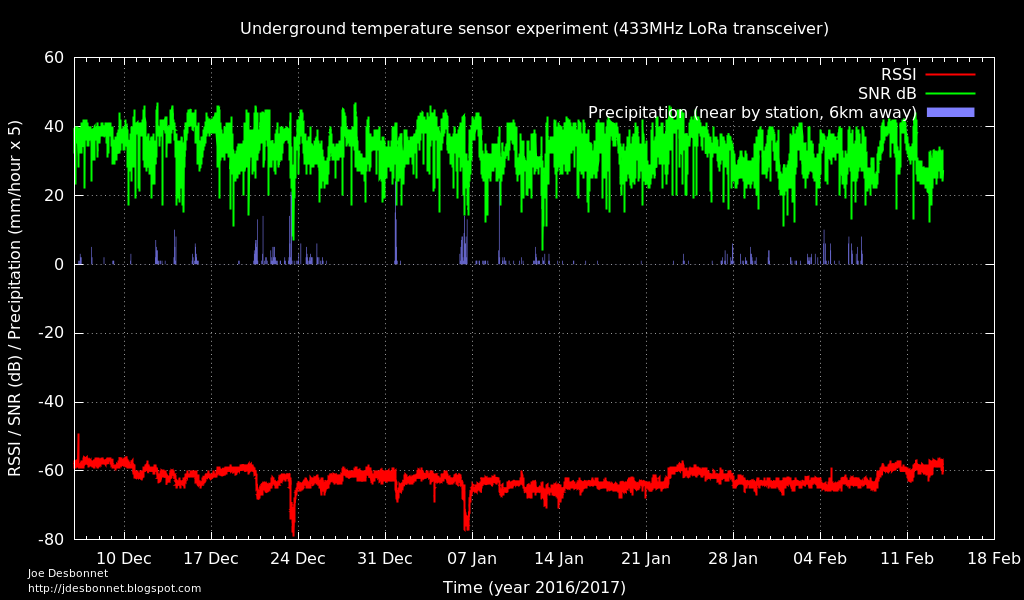 Underground temperature sensor experiment (433MHz LoRa transceiver)
RSSI / SNR (dB) / Precipitation (mm/hour x 5)
60
40
20
0
-20
-40
-60
-80
RSSI
SNR dB
Precipitation (near by station, 6km away)
10 Dec 17 Dec 24 Dec 31 Dec 07 Jan 14 Jan 21 Jan 28 Jan 04 Feb 11 Feb 18 Feb
Time (year 2016/2017)
Joe Desbonnet
http://jdesbonnet.blogspot.com